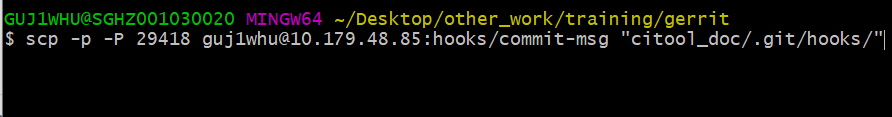 GUJ1WHU@SGHZ001030020 MINGW64 ~/Desktop/other_work/training/gerrit
$ scp -p -P 29418 guj1whu@10.179.48.85:hooks/commit-msg "citool_doc/.git/hooks/"